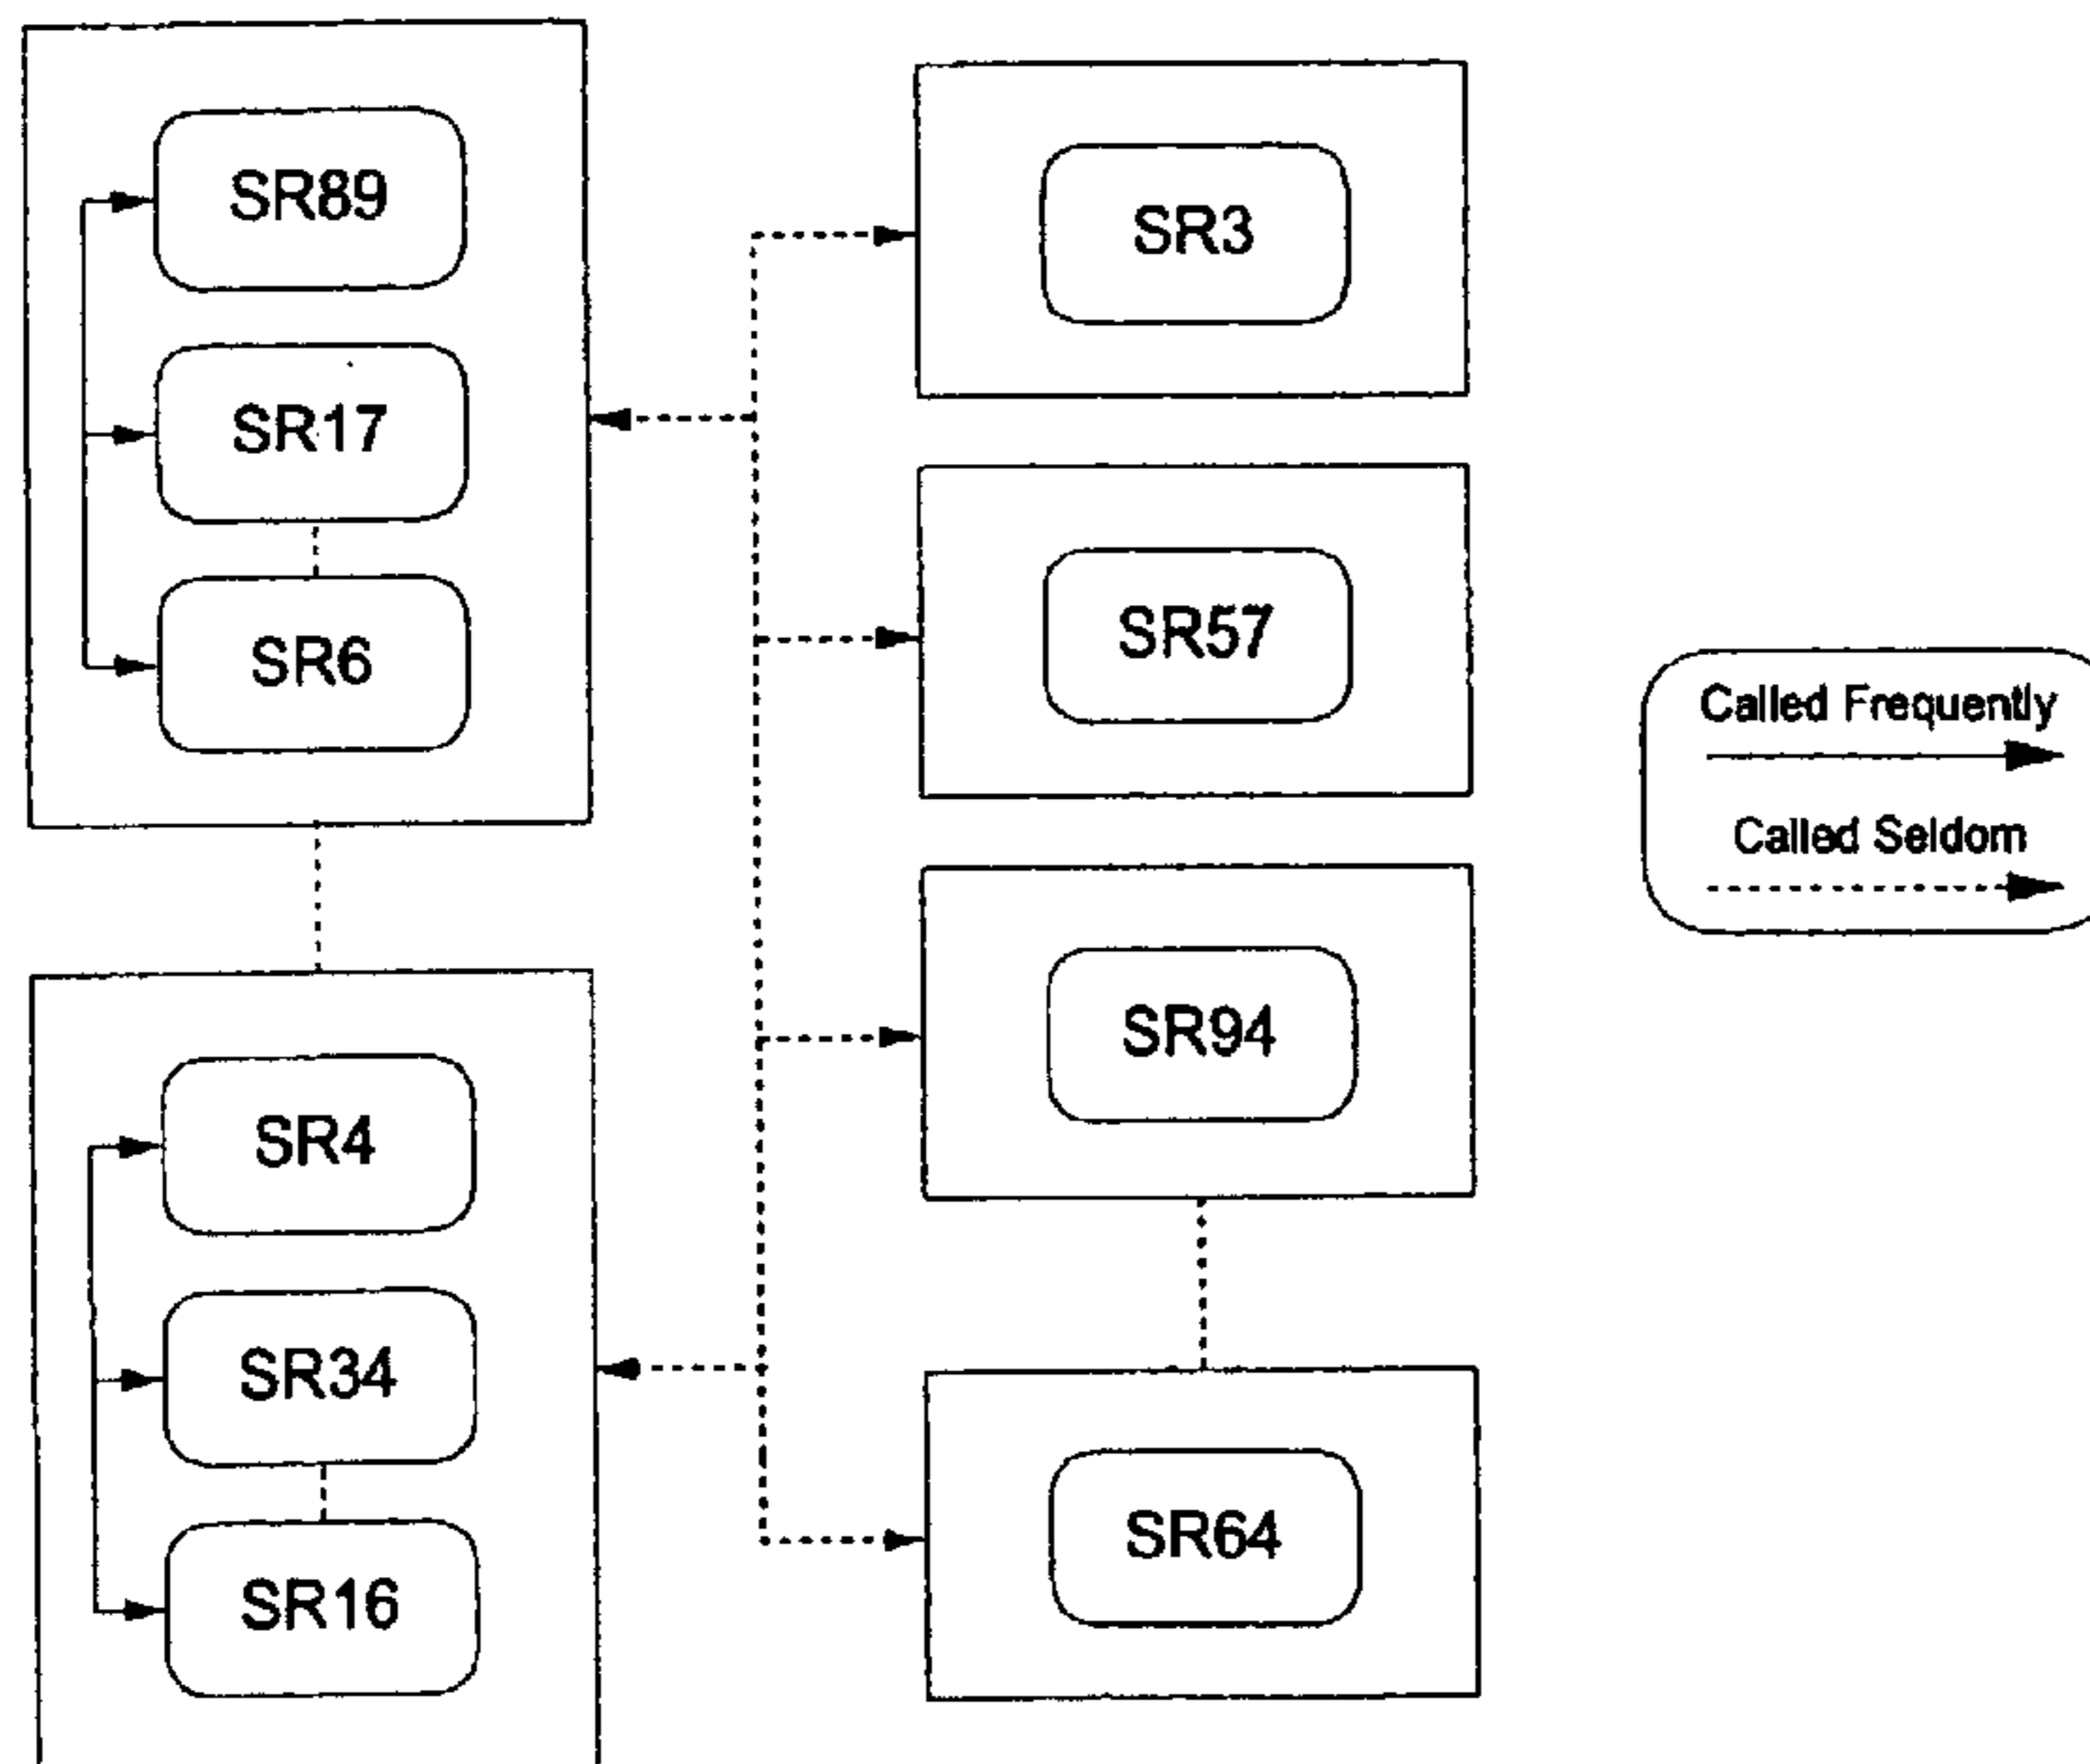 SR89
SR17
SR6
SR4
SR34
SR16
SR3
SR57
SR94
SR64
Called Frequently
Called Seldom